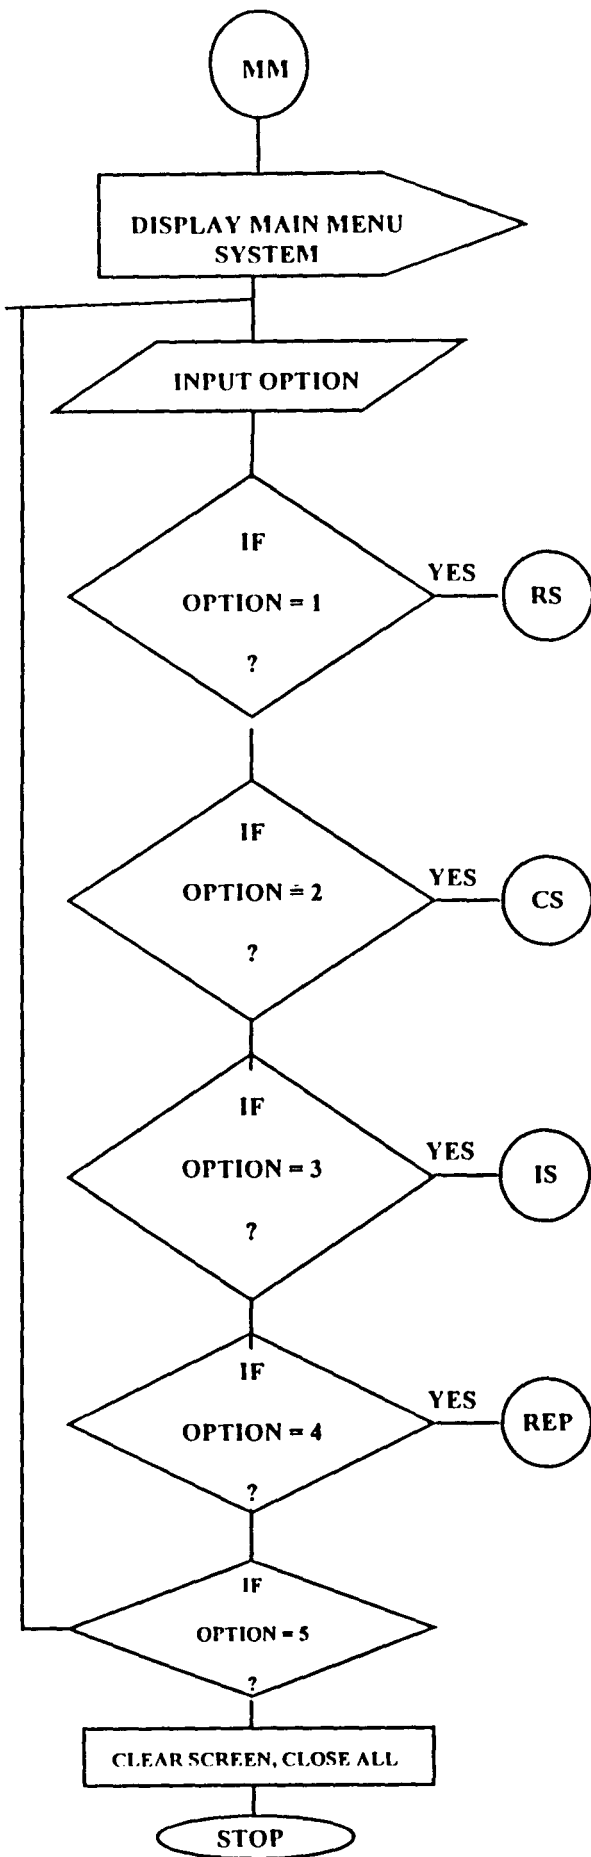 MM
DISPLAY MAIN MENU
SYSTEM
INPUT OPTION
IF
OPTION = 1
?
YES
RS
IF
OPTION = 2
?
YES
CS
IF
OPTION = 3
?
YES
IS
IF
OPTION = 4
?
YES
REP
IF
OPTION = 5
?
CLEAR SCREEN, CLOSE ALL
STOP